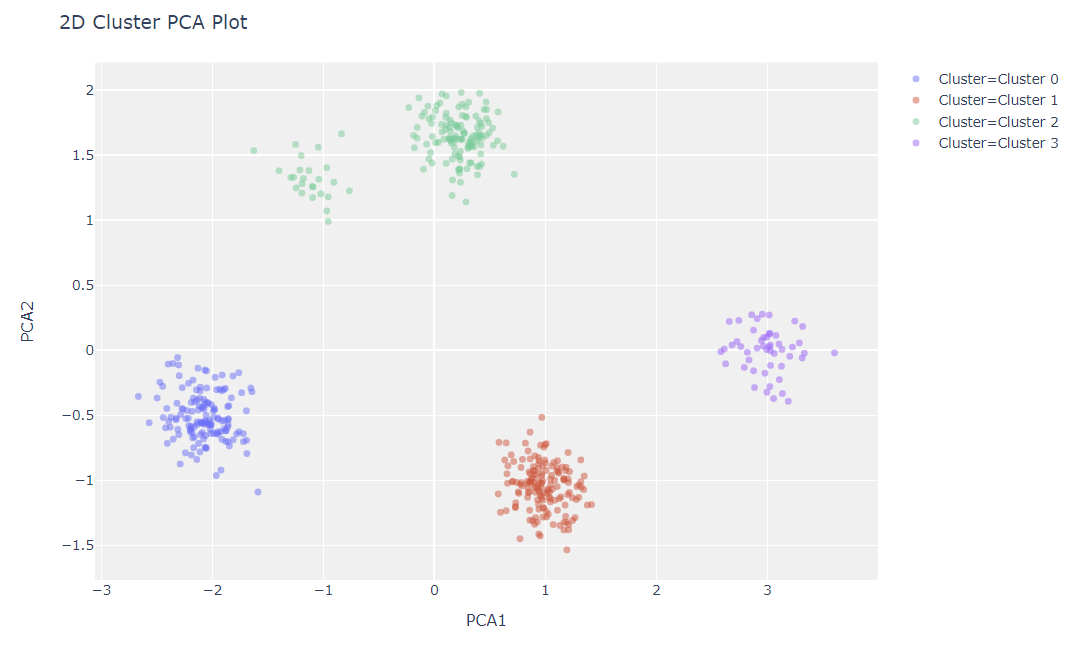 2D Cluster PCA Plot
Cluster=Cluster 0
Cluster=Cluster 1
Cluster=Cluster 2
Cluster=Cluster 3
PCA2
2
1.5
1
0.5
0
−0.5
−1
−1.5
−3 −2 −1 0 1 2 3
PCA1